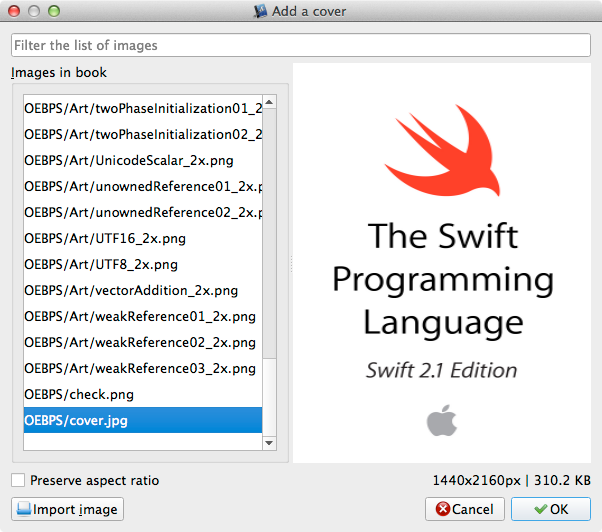 Add a cover
Filter the list of images
Images in book
OEBPS/Art/twoPhaseInitialization01_2
OEBPS/Art/twoPhaseInitialization02_2
OEBPS/Art/UnicodeScalar_2x.png
OEBPS/Art/unownedReference01_2x.p
OEBPS/Art/unownedReference02_2x.p
OEBPS/Art/UTF16_2x.png
OEBPS/Art/UTF8_2x.png
OEBPS/Art/vectorAddition_2x.png
OEBPS/Art/weakReference01_2x.png
OEBPS/Art/weakReference02_2x.png
OEBPS/Art/weakReference03_2x.png
OEBPS/check.png
OEBPS/cover.jpg
The Swift
Programming
Language
Swift 2.1 Edition
Preserve aspect ratio
1440x2160px | 310.2 KB
Import image
Cancel
OK